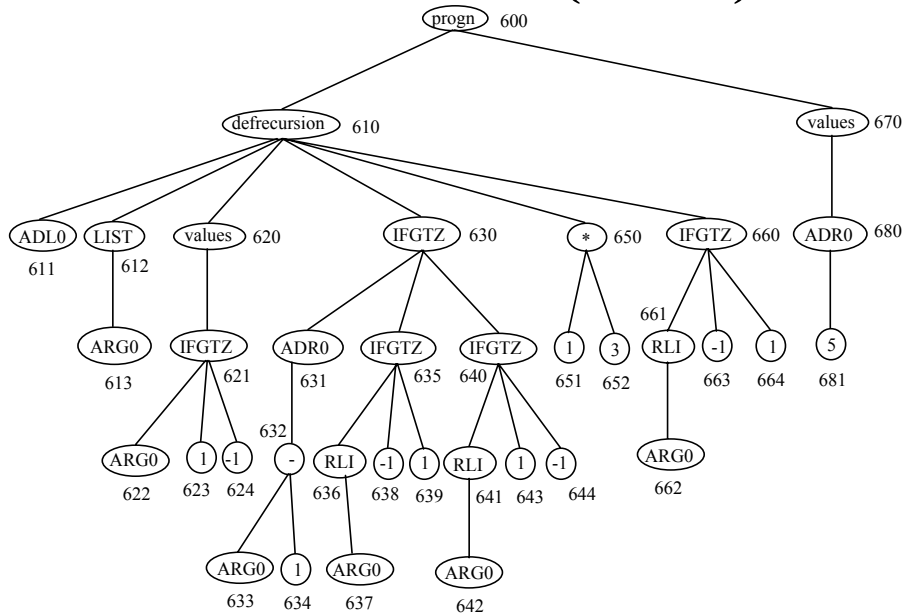 progn 600
defrecursion 610 values 670
ADL0 LIST values 620 IFGTZ 630 * 650 IFGTZ 660 ADR0 680
611 612
661
ARG0 IFGTZ ADR0 IFGTZ IFGTZ 1 3 RLI -1 1 5
613 621 631 635 640 651 652 663 664 681
632
ARG0 1 -1 - RLI -1 1 RLI 1 -1 ARG0
622 623 624 636 638 639 641 643 644 662
ARG0 1 ARG0 ARG0
633 634 637 642